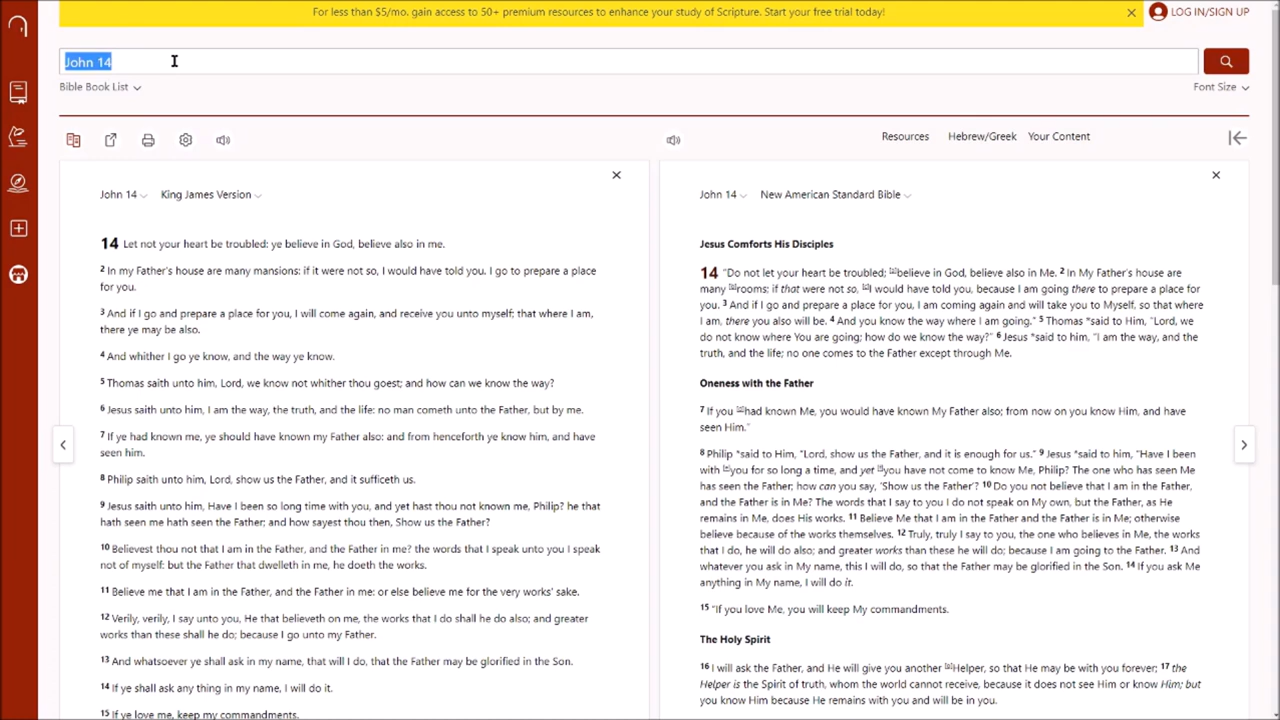 For less than $5/mo. gain access to 50+ premium resources to enhance your study of Scripture. Start your free trial today!
LOG IN/SIGN UP
John 14
Bible Book List
Font Size
Resources Hebrew/Greek Your Content
John 14 King James Version
14 Let not your heart be troubled: ye believe in God, believe also in me.
2 In my Father's house are many mansions: if it were not so, I would have told you. I go to prepare a place
for you.
3 And if I go and prepare a place for you, I will come again, and receive you unto myself; that where I am,
there ye may be also.
4 And whither I go ye know, and the way ye know.
5 Thomas saith unto him, Lord, we know not whither thou goest; and how can we know the way?
6 Jesus saith unto him, I am the way, the truth, and the life: no man cometh unto the Father, but by me.
7 If ye had known me, ye should have known my Father also: and from henceforth ye know him, and have
seen him.
8 Philip saith unto him, Lord, show us the Father, and it sufficeth us.
9 Jesus saith unto him, Have I been so long time with you, and yet hast thou not known me, Philip? he that
hath seen me hath seen the Father; and how sayest thou then, Show us the Father?
10 Believest thou not that I am in the Father, and the Father in me? the words that I speak unto you I speak
not of myself: but the Father that dwelleth in me, he doeth the works.
11 Believe me that I am in the Father, and the Father in me: or else believe me for the very works' sake.
12 Verily, verily, I say unto you, He that believeth on me, the works that I do shall he do also; and greater
works than these shall he do; because I go unto my Father.
13 And whatsoever ye shall ask in my name, that will I do, that the Father may be glorified in the Son.
14 If ye shall ask any thing in my name, I will do it.
15 If ye love me, keep my commandments.
John 14 New American Standard Bible
Jesus Comforts His Disciples
14 "Do not let your heart be troubled; believe in God, believe also in Me. 2 In My Father's house are
many rooms; if that were not so, I would have told you, because I am going there to prepare a place for
you. 3 And if I go and prepare a place for you, I am coming again and will take you to Myself, so that where
I am, there you also will be. 4 And you know the way where I am going." 5 Thomas *said to Him, "Lord, we
do not know where You are going; how do we know the way?" 6 Jesus *said to him, "I am the way, and the
truth, and the life; no one comes to the Father except through Me.
Oneness with the Father
7 If you had known Me, you would have known My Father also; from now on you know Him, and have
seen Him."
8 Philip *said to Him, "Lord, show us the Father, and it is enough for us." 9 Jesus *said to him, "Have I been
with you for so long a time, and yet you have not come to know Me, Philip? The one who has seen Me
has seen the Father; how can you say, 'Show us the Father'? 10 Do you not believe that I am in the Father,
and the Father is in Me? The words that I say to you I do not speak on My own, but the Father, as He
remains in Me, does His works. 11 Believe Me that I am in the Father and the Father is in Me; otherwise
believe because of the works themselves. 12 Truly, truly I say to you, the one who believes in Me, the works
that I do, he will do also; and greater works than these he will do; because I am going to the Father. 13 And
whatever you ask in My name, this I will do, so that the Father may be glorified in the Son. 14 If you ask Me
anything in My name, I will do it.
15 "If you love Me, you will keep My commandments.
The Holy Spirit
16 I will ask the Father, and He will give you another Helper, so that He may be with you forever; 17 the
Helper is the Spirit of truth, whom the world cannot receive, because it does not see Him or know Him; but
you know Him because He remains with you and will be in you.